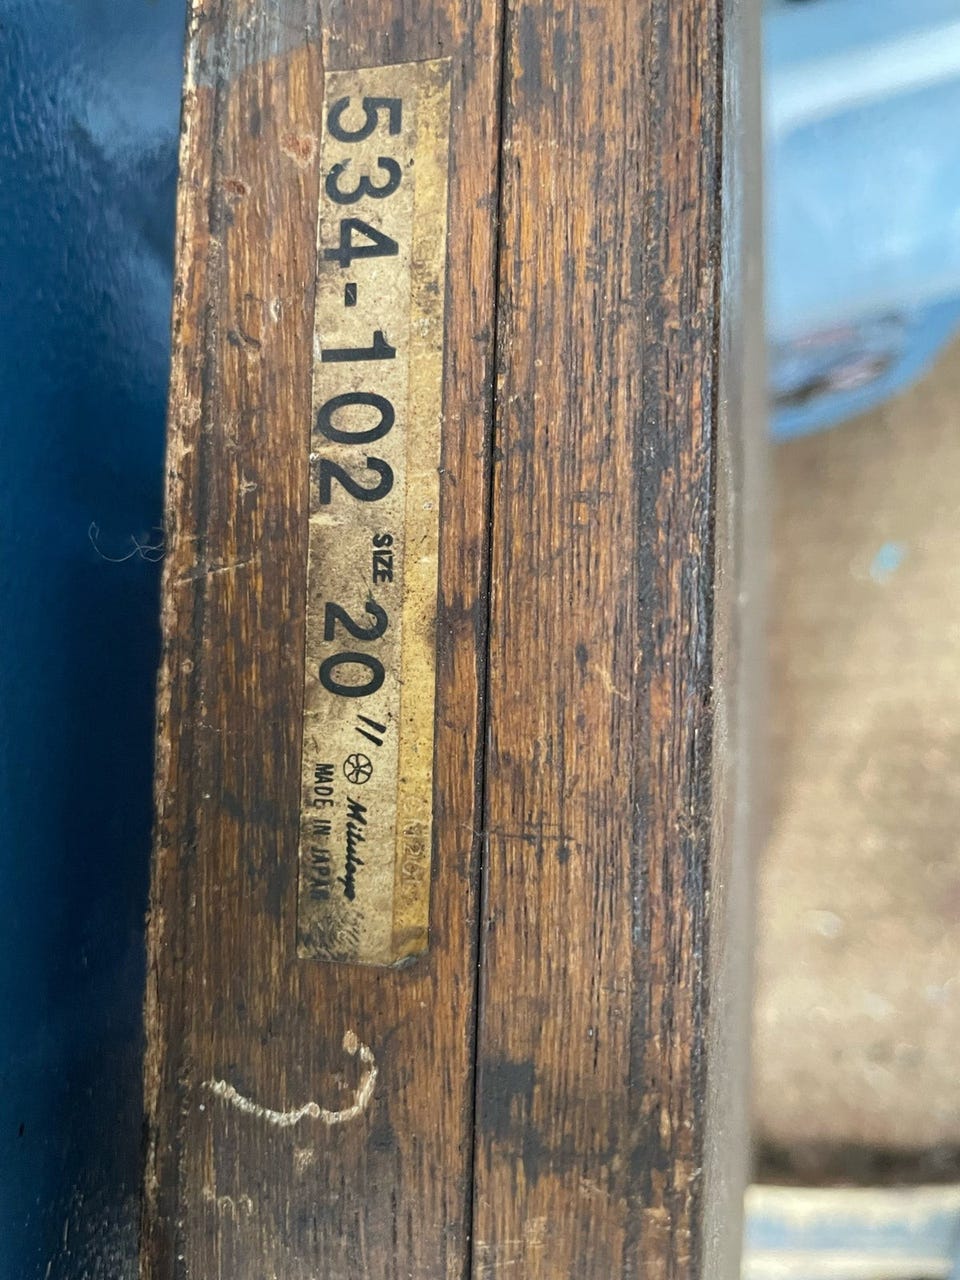 534-102 SIZE 20" Mitutoyo
MADE IN JAPAN